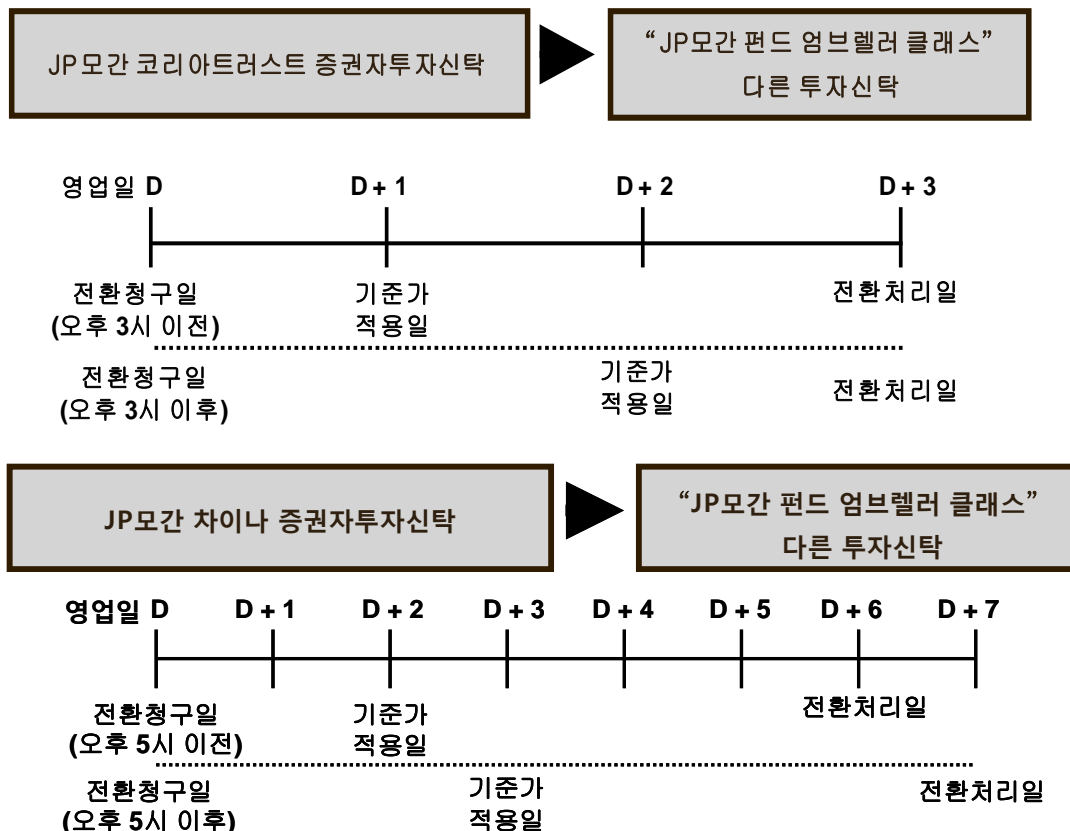 JP모간 코리아트러스트 증권자투자신탁
“JP모간 펀드 엄브렐러 클래스”
다른 투자신탁
영업일 D D + 1 D + 2 D + 3
전환청구일 기준가 전환처리일
(오후 3시 이전) 적용일
전환청구일 기준가 전환처리일
(오후 3시 이후) 적용일
JP모간 차이나 증권자투자신탁
“JP모간 펀드 엄브렐러 클래스”
다른 투자신탁
영업일 D D + 1 D + 2 D + 3 D + 4 D + 5 D + 6 D + 7
전환청구일 기준가 전환처리일
(오후 5시 이전) 적용일
전환청구일 기준가 전환처리일
(오후 5시 이후) 적용일